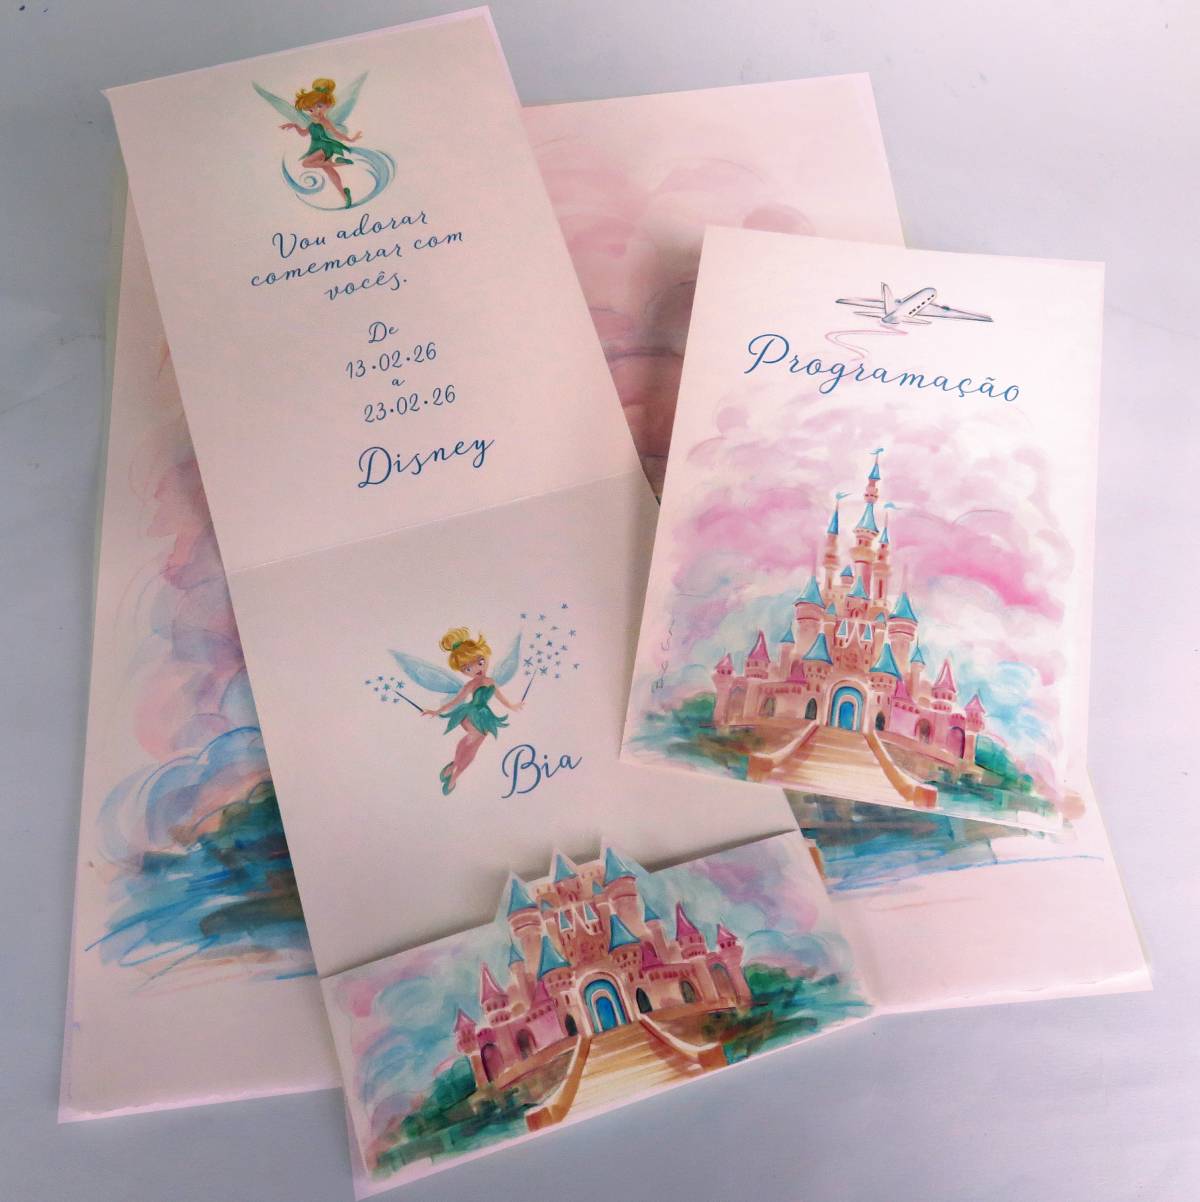 Vou adorar
comemorar com
vocês.
De
13.02.26
a
23.02.26
Disney
Bia
Programação